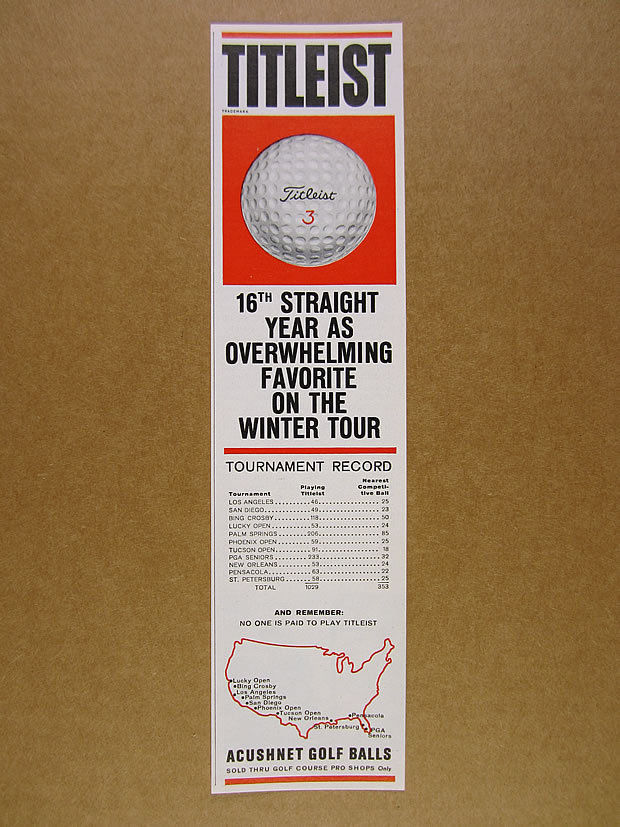 TITLEIST
TRADEMARK
Titleist
3
16TH STRAIGHT
YEAR AS
OVERWHELMING
FAVORITE
ON THE
WINTER TOUR
TOURNAMENT RECORD
Tournament Playing Titleist Nearest Competi-tive Ball
LOS ANGELES 46 25
SAN DIEGO 49 23
BING CROSBY 118 50
LUCKY OPEN 53 24
PALM SPRINGS 206 85
PHOENIX OPEN 59 25
TUCSON OPEN 91 18
PGA SENIORS 233 32
NEW ORLEANS 53 24
PENSACOLA 63 22
ST. PETERSBURG 58 25
TOTAL 1029 353
AND REMEMBER:
NO ONE IS PAID TO PLAY TITLEIST
Lucky Open
Bing Crosby
Los Angeles
Palm Springs
San Diego
Phoenix Open
Tucson Open
New Orleans
Pensacola
St. Petersburg
PGA
Seniors
ACUSHNET GOLF BALLS
SOLD THRU GOLF COURSE PRO SHOPS Only